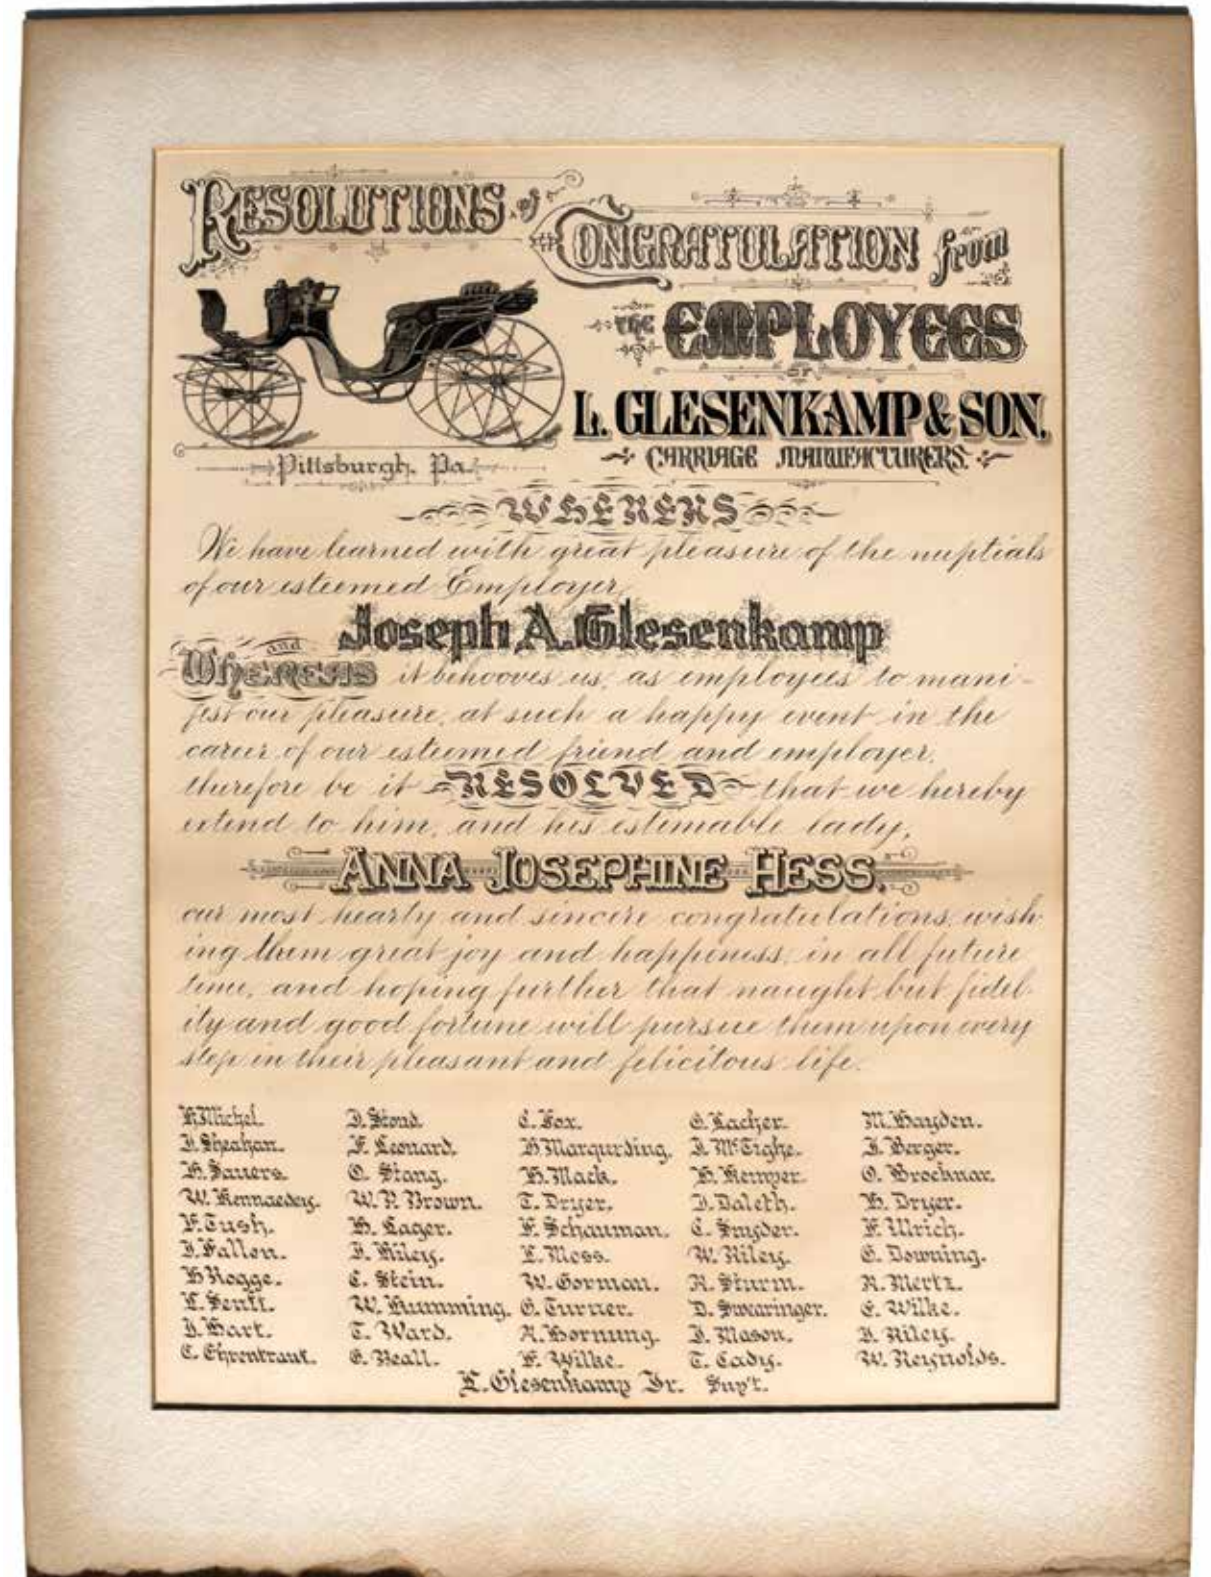 RESOLUTIONS of
CONGRATULATION from
THE EMPLOYEES
OF
L. GLESENKAMP & SON.
CARRIAGE MANUFACTURERS.
Pittsburgh, Pa.
WHEREAS
We have learned with great pleasure of the nuptials
of our esteemed Employer,
Joseph A. Glesenkamp
and
WHEREAS it behooves us, as employees to mani-
fest our pleasure, at such a happy event in the
career of our esteemed friend and employer,
therefore be it RESOLVED that we hereby
extend to him, and his estimable lady,
ANNA JOSEPHINE HESS,
our most hearty and sincere congratulations, wish-
ing them great joy and happiness, in all future
time, and hoping further that naught but fidel-
ity and good fortune will pursue them upon every
step in their pleasant and felicitous life.
Michel. Stoud. C. Fox. Lacher. M. Hayden.
Sheahan. F. Leonard. Marqurding. McTighe. Berger.
Sauers. O. Stang. H. Mack. Kemper. O. Brocknar.
W. Kennaedey. W. P. Brown. T. Dryer. Daleth. H. Dryer.
F. Tush. H. Lager. F. Schauman. C. Snyder. F. Ulrich.
Fallon. Riley. Moss. W. Riley. G. Downing.
Rogge. C. Stein. W. Gorman. R. Sturm. R. Mertz.
Senft. W. Humming. G. Turner. D. Swearinger. E. Wilke.
Hart. T. Ward. R. Hornung. Mason. Riley.
C. Ehrentraut. G. Beall. F. Wilke. T. Cady. W. Reynolds.
L. Glesenkamp Jr. Sup't.